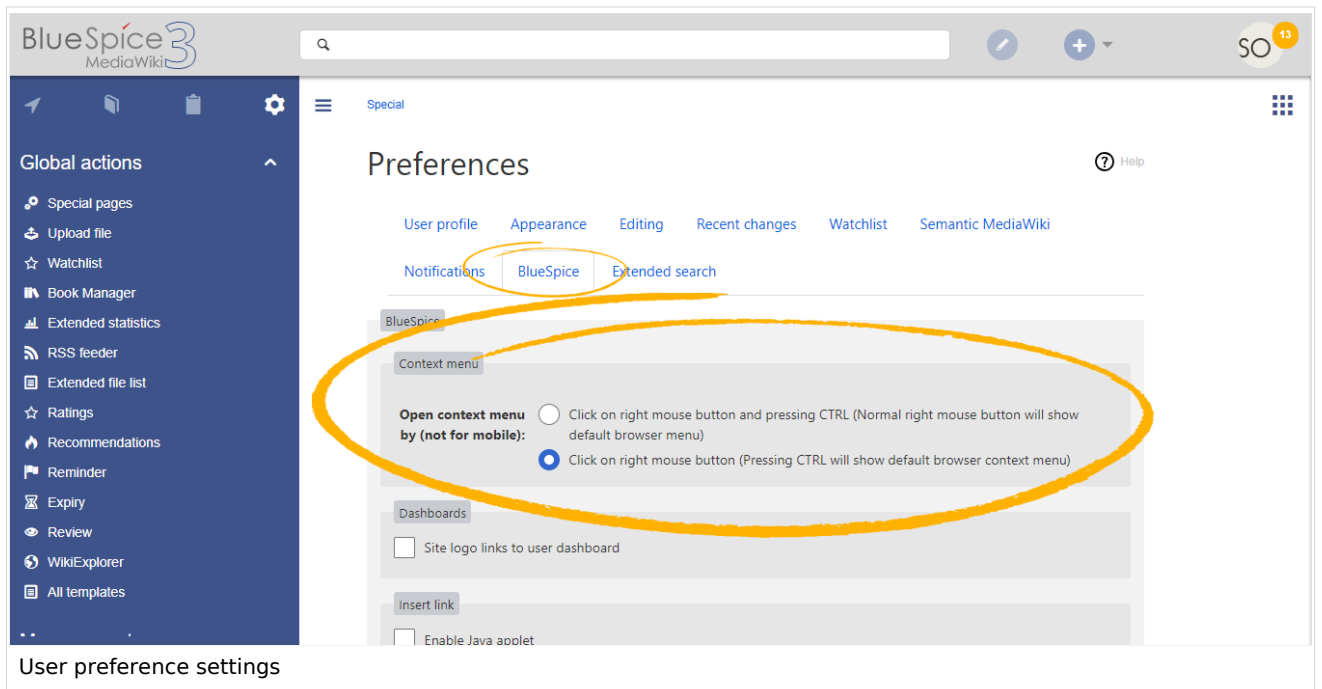 BlueSpice 3
MediaWiki
SO
13
Special
Global actions
Preferences
Help
Special pages
Upload file
Watchlist
Book Manager
Extended statistics
RSS feeder
Extended file list
Ratings
Recommendations
Reminder
Expiry
Review
WikiExplorer
All templates
User profile Appearance Editing Recent changes Watchlist Semantic MediaWiki
Notifications BlueSpice Extended search
BlueSpice
Context menu
Open context menu by (not for mobile):
Click on right mouse button and pressing CTRL (Normal right mouse button will show
default browser menu)
Click on right mouse button (Pressing CTRL will show default browser context menu)
Dashboards
Site logo links to user dashboard
Insert link
Enable Java applet
User preference settings